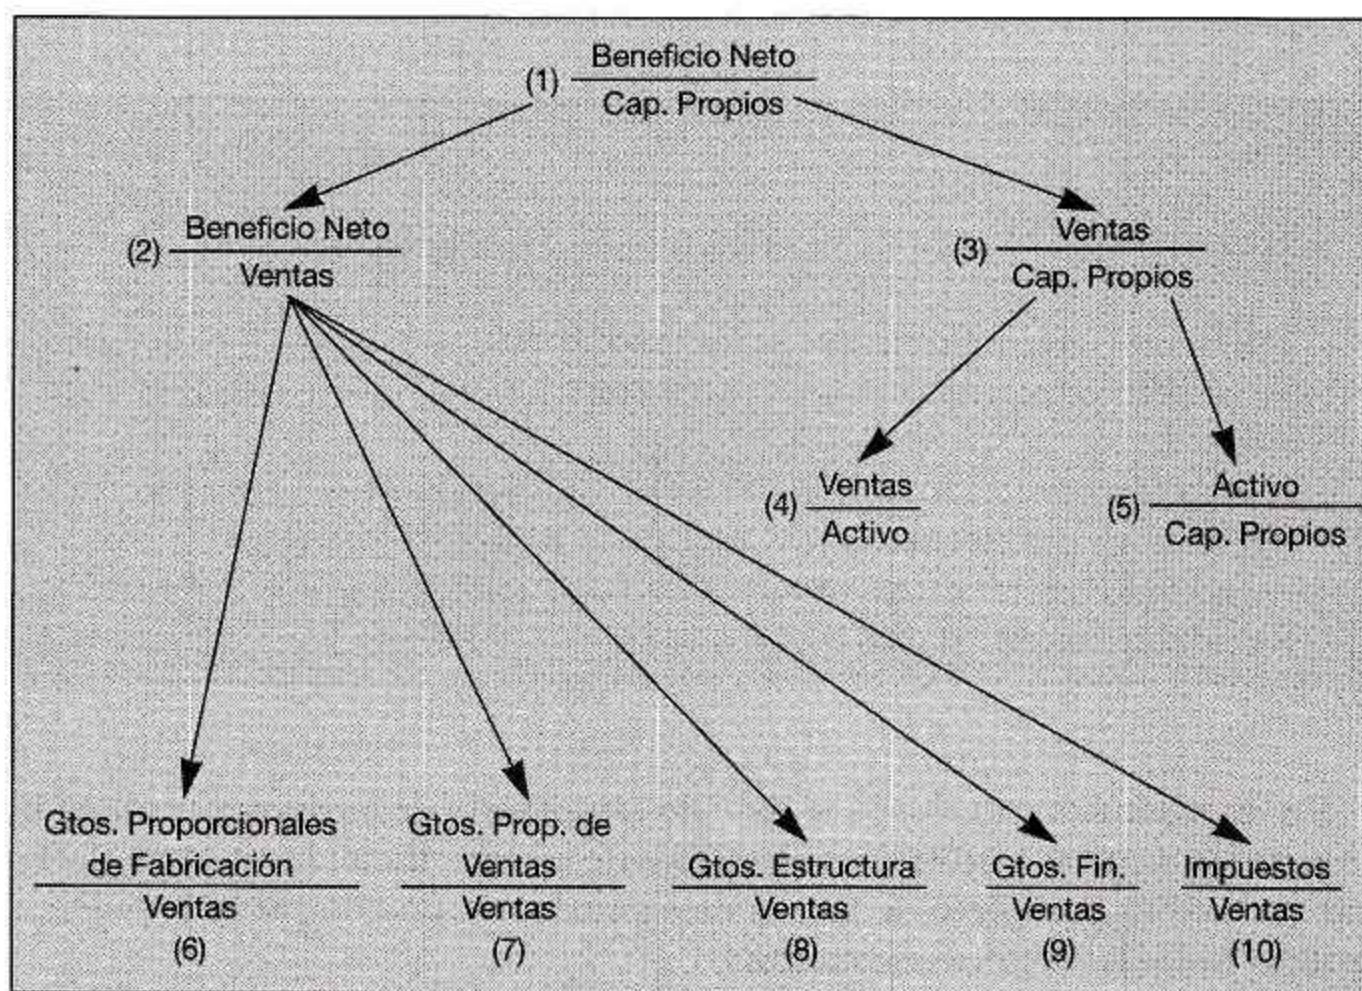 Beneficio Neto
(1)
Cap. Propios
Beneficio Neto
(2)
Ventas
Ventas
(3)
Cap. Propios
Ventas
(4)
Activo
Activo
(5)
Cap. Propios
Gtos. Proporcionales
de Fabricación
Ventas
(6)
Gtos. Prop. de
Ventas
Ventas
(7)
Gtos. Estructura
Ventas
(8)
Gtos. Fin.
Ventas
(9)
Impuestos
Ventas
(10)